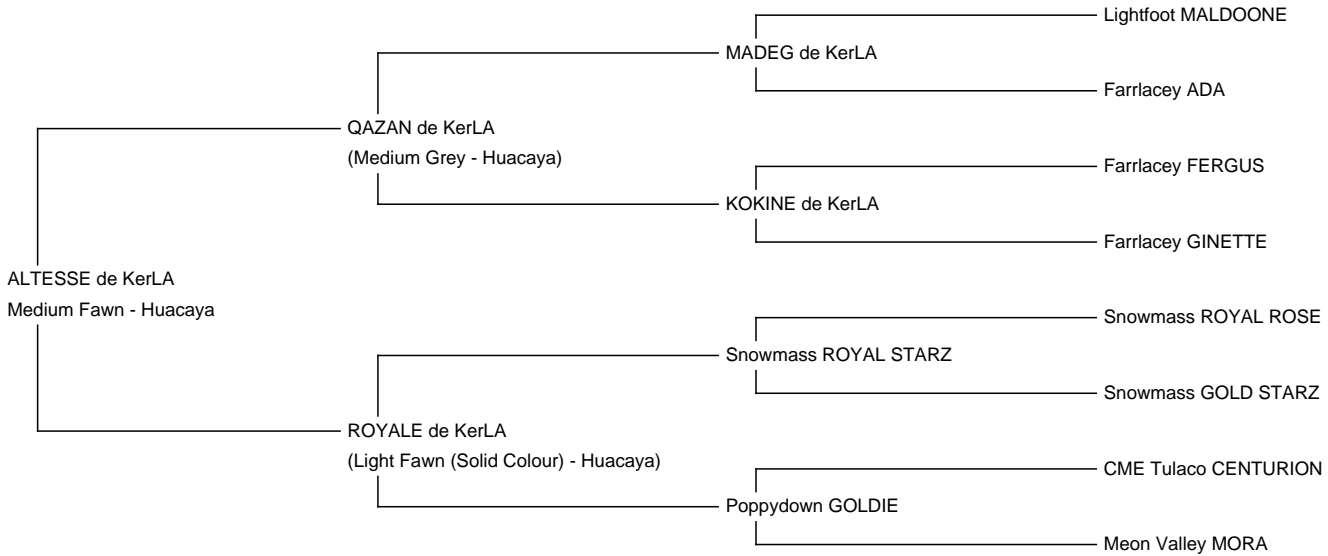 Lightfoot MALDOONE
MADEG de KerLA
Farrlacey ADA
QAZAN de KerLA
(Medium Grey - Huacaya)
Farrlacey FERGUS
KOKINE de KerLA
Farrlacey GINETTE
ALTESSE de KerLA
Medium Fawn - Huacaya
Snowmass ROYAL ROSE
Snowmass ROYAL STARZ
Snowmass GOLD STARZ
ROYALE de KerLA
(Light Fawn (Solid Colour) - Huacaya)
CME Tulaco CENTURION
Poppydown GOLDIE
Meon Valley MORA